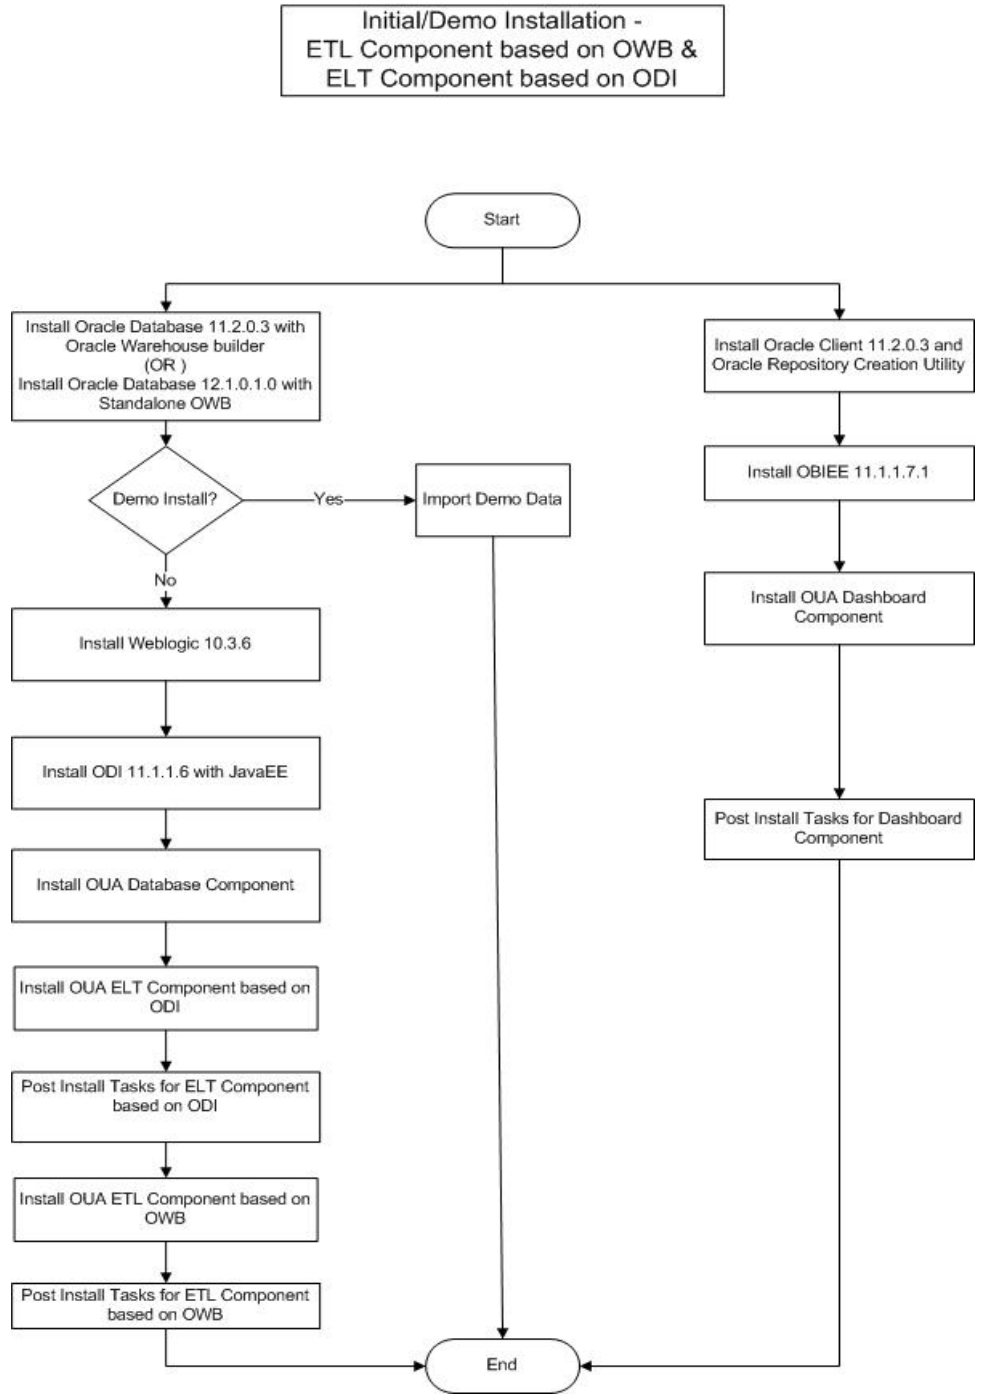 Initial/Demo Installation -
ETL Component based on OWB &
ELT Component based on ODI
Start
Install Oracle Database 11.2.0.3 with
Oracle Warehouse builder
(OR )
Install Oracle Database 12.1.0.1.0 with
Standalone OWB
Install Oracle Client 11.2.0.3 and
Oracle Repository Creation Utility
Demo Install?
Yes
Import Demo Data
Install OBIEE 11.1.1.7.1
No
Install OUA Dashboard
Component
Install Weblogic 10.3.6
Install ODI 11.1.1.6 with JavaEE
Post Install Tasks for Dashboard
Component
Install OUA Database Component
Install OUA ELT Component based on
ODI
Post Install Tasks for ELT Component
based on ODI
Install OUA ETL Component based on
OWB
Post Install Tasks for ETL Component
based on OWB
End